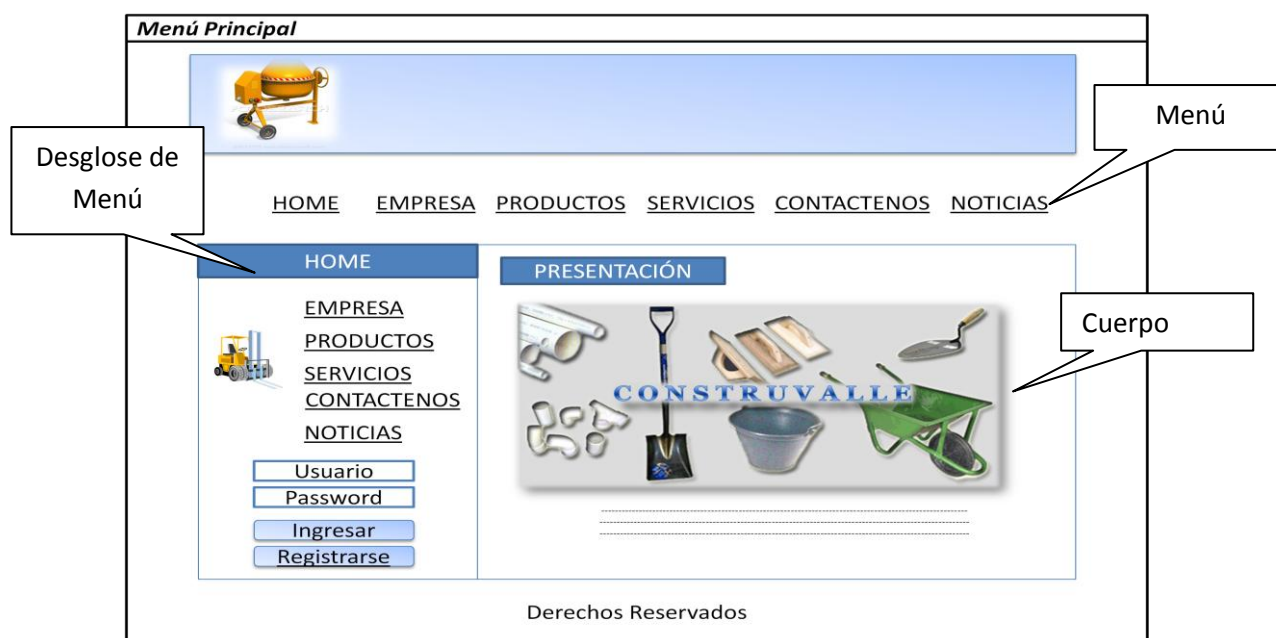 Menú Principal
Menú
Desglose de
Menú
HOME EMPRESA PRODUCTOS SERVICIOS CONTACTENOS NOTICIAS
HOME
EMPRESA
PRODUCTOS
SERVICIOS
CONTACTENOS
NOTICIAS
Usuario
Password
Ingresar
Registrarse
PRESENTACIÓN
CONSTRUVALLE
Cuerpo
Derechos Reservados